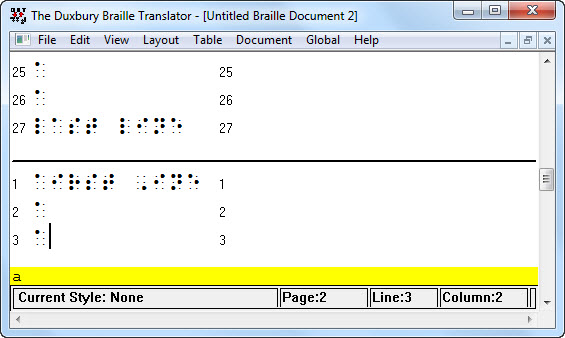 The Duxbury Braille Translator - [Untitled Braille Document 2]
File Edit View Layout Table Document Global Help
25 ⠁ 25
26 ⠁ 26
27 ⠇⠁⠎⠞ ⠇⠊⠝⠑ 27
1 1
2 ⠁ 2
3 ⠁ 3
a
Current Style: None Page:2 Line:3 Column:2